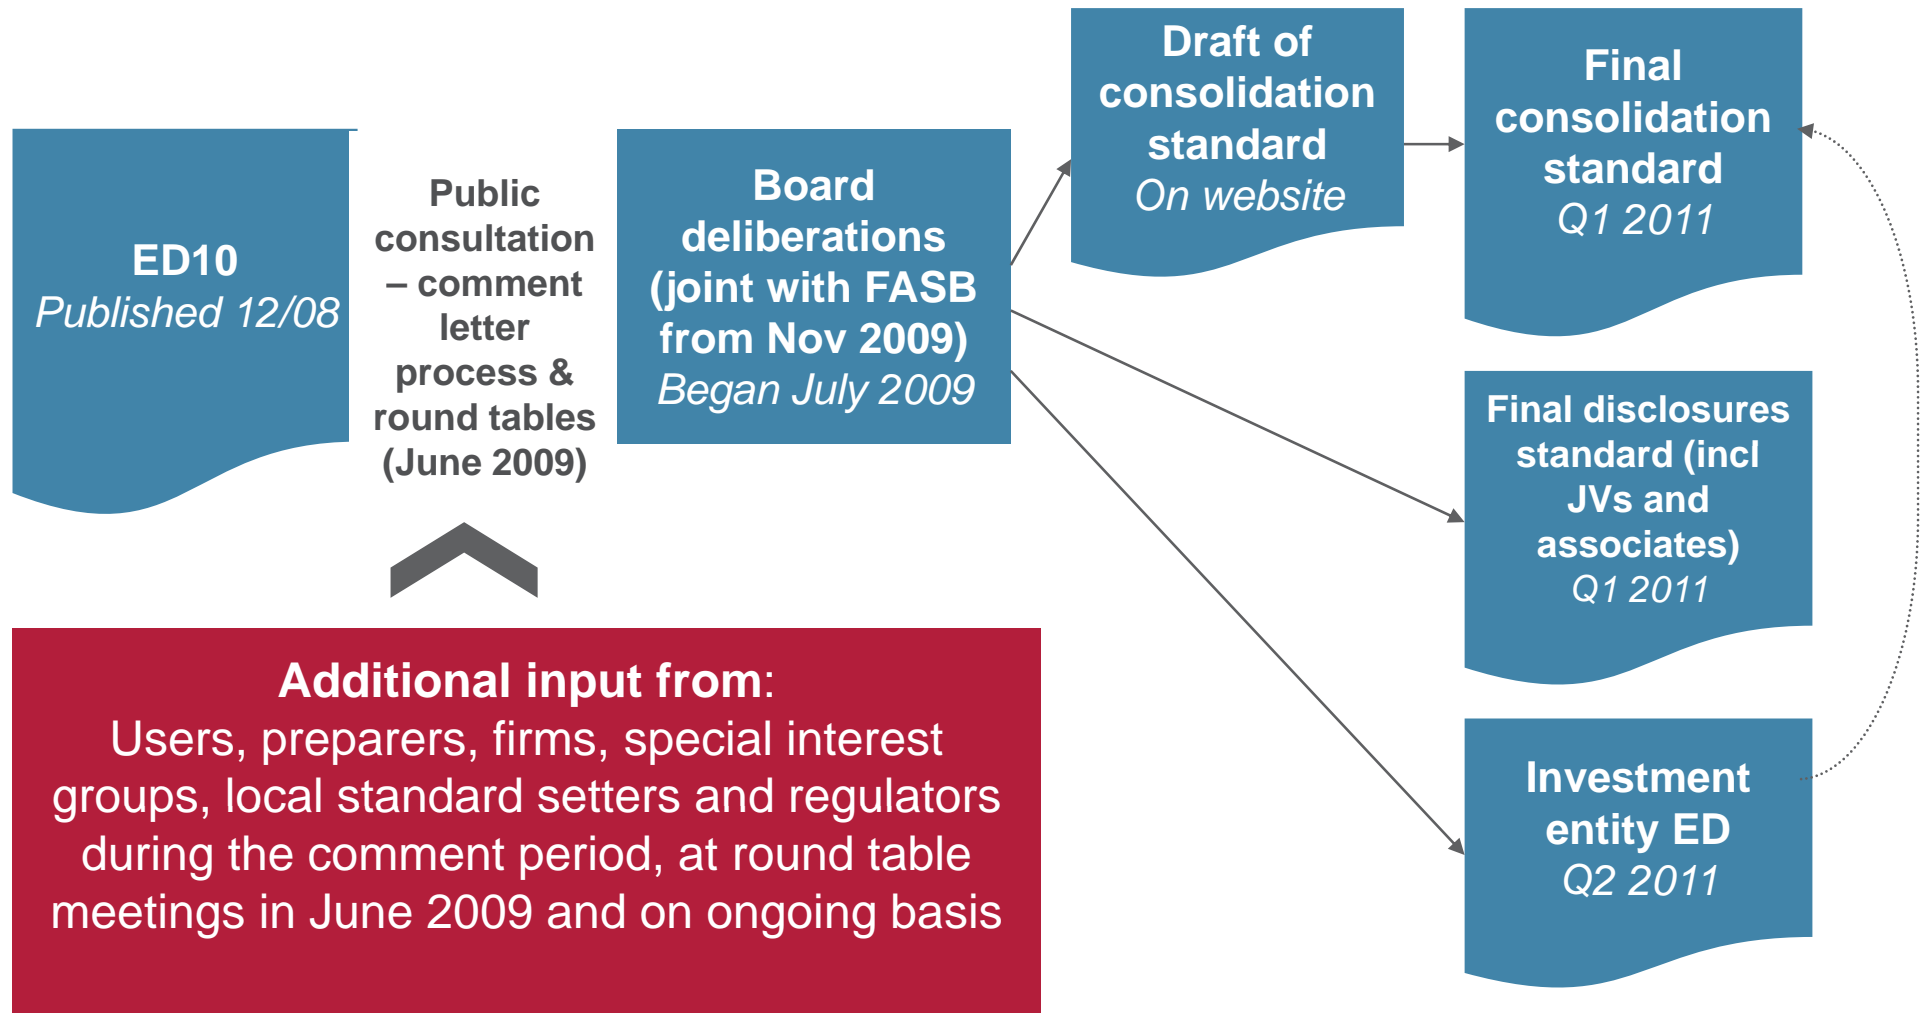 ED10
Published 12/08
Public
consultation
– comment
letter
process &
round tables
(June 2009)
Board
deliberations
(joint with FASB
from Nov 2009)
Began July 2009
Draft of
consolidation
standard
On website
Final
consolidation
standard
Q1 2011
Final disclosures
standard (incl
JVs and
associates)
Q1 2011
Investment
entity ED
Q2 2011
Additional input from:
Users, preparers, firms, special interest
groups, local standard setters and regulators
during the comment period, at round table
meetings in June 2009 and on ongoing basis